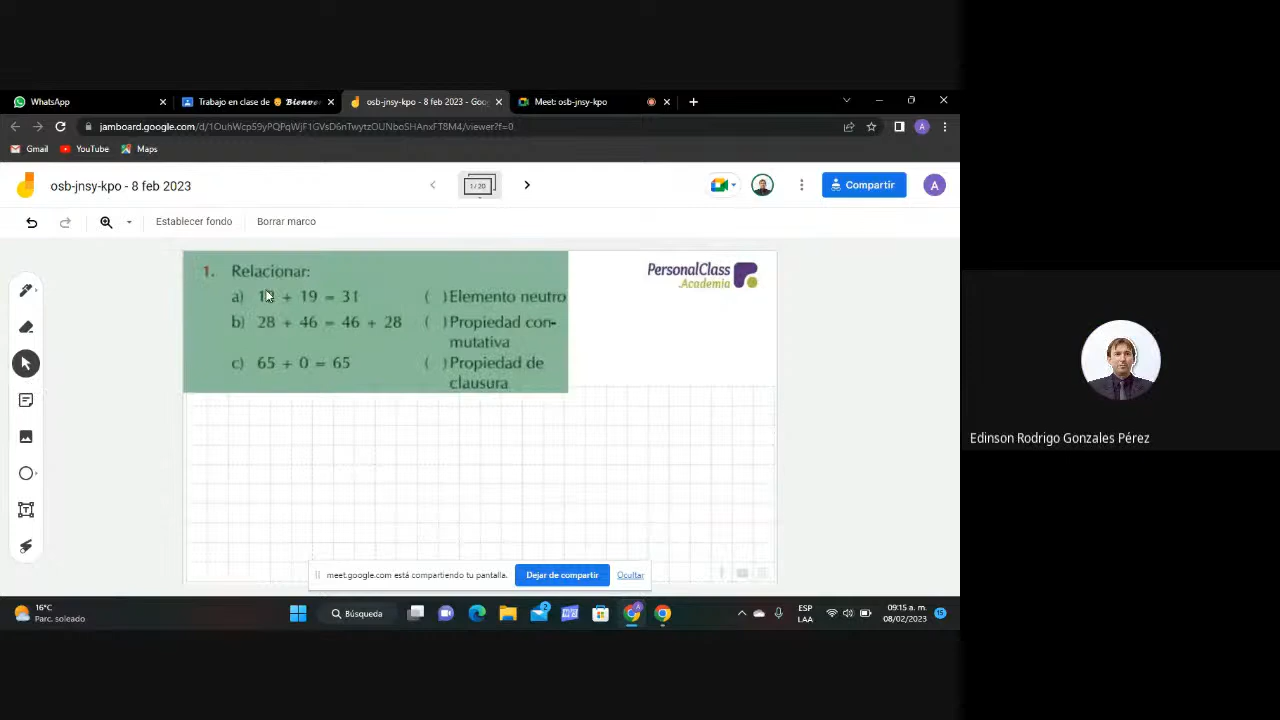 WhatsApp
Trabajo en clase de
osb-jnsy-kpo - 8 feb 2023 - Goo
Meet: osb-jnsy-kpo
jamboard.google.com/d/1OuhWcp59yPQPqWjF1GVsD6nTwytzOUNboSHAnxFT8M4/viewer?f=0
Gmail
YouTube
Maps
osb-jnsy-kpo - 8 feb 2023
1 / 20
Compartir
A
Establecer fondo
Borrar marco
1. Relacionar:
a) + 19 = 31 ( ) Elemento neutro
b) 28 + 46 = 46 + 28 ( ) Propiedad con-
mutativa
c) 65 + 0 = 65 ( ) Propiedad de
clausura
PersonalClass
.Academia
Edinson Rodrigo Gonzales Pérez
meet.google.com está compartiendo tu pantalla.
Dejar de compartir
Ocultar
16°C
Parc. soleado
Búsqueda
ESP
LAA
09:15 a. m.
08/02/2023
15